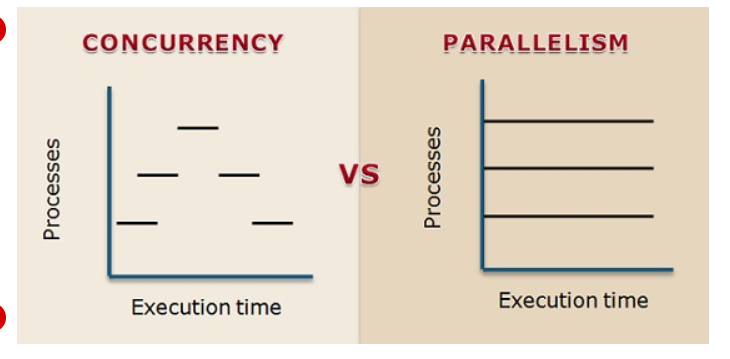 CONCURRENCY
Processes
Execution time
VS
PARALLELISM
Processes
Execution time